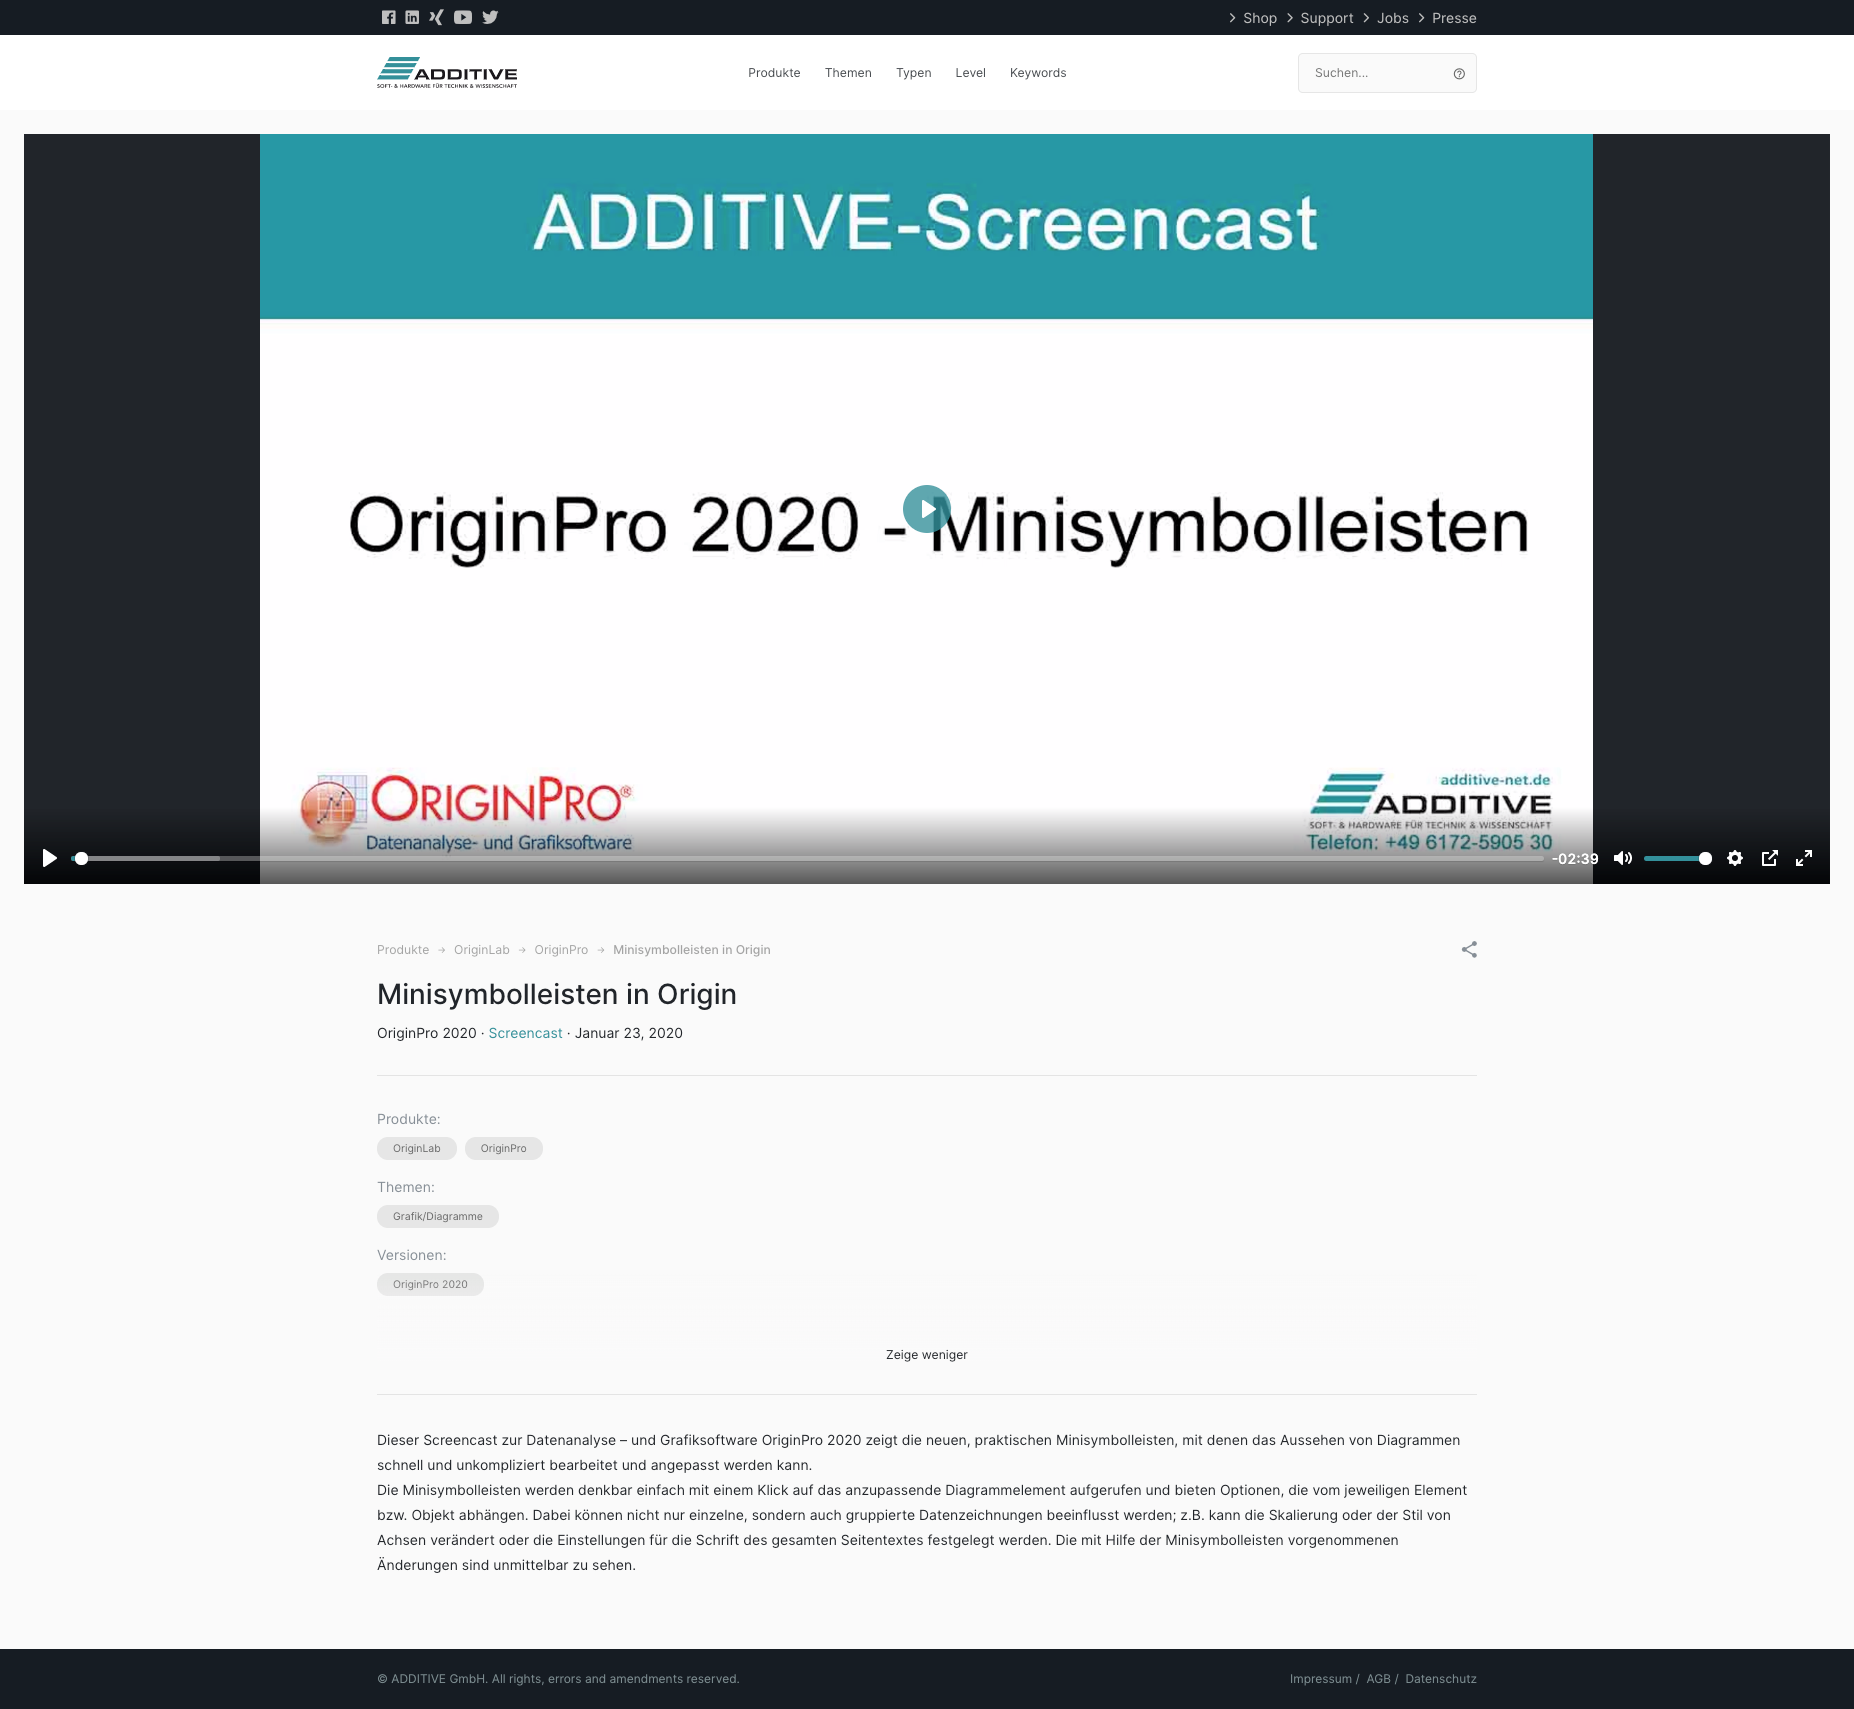 Shop Support Jobs Presse
ADDITIVE
SOFT- & HARDWARE FÜR TECHNIK & WISSENSCHAFT
Produkte Themen Typen Level Keywords
Suchen...
ADDITIVE-Screencast
OriginPro 2020 - Minisymbolleisten
ORIGINPRO®
Datenanalyse- und Grafiksoftware
additive-net.de
ADDITIVE
SOFT- & HARDWARE FÜR TECHNIK & WISSENSCHAFT
Telefon: +49 6172-5905 30
-02:39
Produkte → OriginLab → OriginPro → Minisymbolleisten in Origin
Minisymbolleisten in Origin
OriginPro 2020 · Screencast · Januar 23, 2020
Produkte:
OriginLab OriginPro
Themen:
Grafik/Diagramme
Versionen:
OriginPro 2020
Zeige weniger
Dieser Screencast zur Datenanalyse – und Grafiksoftware OriginPro 2020 zeigt die neuen, praktischen Minisymbolleisten, mit denen das Aussehen von Diagrammen
schnell und unkompliziert bearbeitet und angepasst werden kann.
Die Minisymbolleisten werden denkbar einfach mit einem Klick auf das anzupassende Diagrammelement aufgerufen und bieten Optionen, die vom jeweiligen Element
bzw. Objekt abhängen. Dabei können nicht nur einzelne, sondern auch gruppierte Datenzeichnungen beeinflusst werden; z.B. kann die Skalierung oder der Stil von
Achsen verändert oder die Einstellungen für die Schrift des gesamten Seitentextes festgelegt werden. Die mit Hilfe der Minisymbolleisten vorgenommenen
Änderungen sind unmittelbar zu sehen.
© ADDITIVE GmbH. All rights, errors and amendments reserved.
Impressum / AGB / Datenschutz